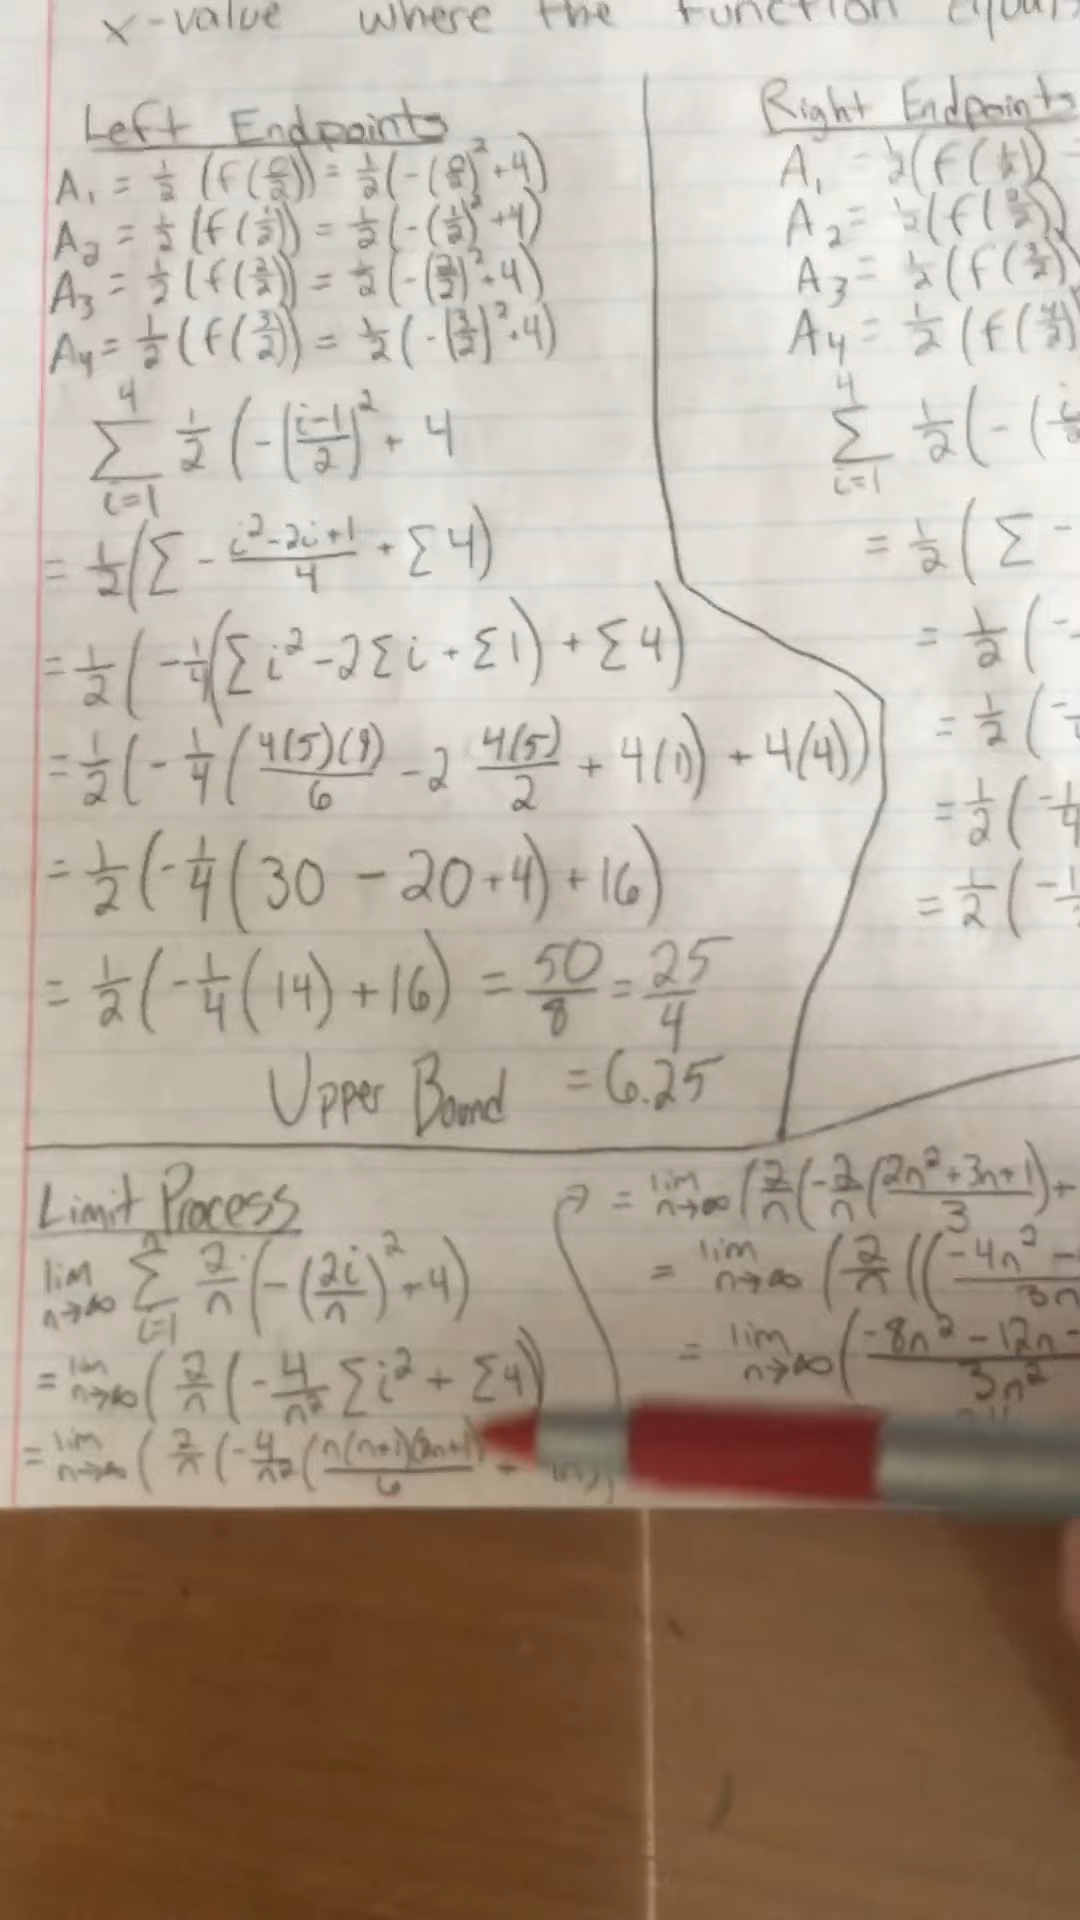 x-value where the function equals
Left Endpoints
A₁ = 1/2 (f(0/2)) = 1/2(-(0/2)² + 4)
A₂ = 1/2 (f(1/2)) = 1/2(-(1/2)² + 4)
A₃ = 1/2 (f(2/2)) = 1/2(-(2/2)² + 4)
A₄ = 1/2 (f(3/2)) = 1/2(-(3/2)² + 4)
4 Σ i=1 1/2 (-(i-1/2)² + 4
= 1/2(Σ - i²-2i+1/4 + Σ4)
= 1/2(-1/4(Σi² - 2Σi + Σ1) + Σ4)
= 1/2(-1/4(4(5)(9)/6 - 2 4(5)/2 + 4(1)) + 4(4))
= 1/2(-1/4(30 - 20 + 4) + 16)
= 1/2(-1/4(14) + 16) = 50/8 = 25/4
Upper Bound = 6.25
Right Endpoints
A₁ = 1/2(f(1/2)) =
A₂ = 1/2(f(2/2))
A₃ = 1/2(f(3/2))
A₄ = 1/2(f(4/2))
4 Σ i=1 1/2(-(i/2
= 1/2(Σ -
= 1/2(-
= 1/2(-
= 1/2(-1/4
= 1/2(-1/
Limit Process
lim n→∞ n Σ i=1 2/n(-(2i/n)² + 4)
= lim n→∞ (2/n(-4/n² Σi² + Σ4))
= lim n→∞ (2/n(-4/n²(n(n+1)(2n+1)/6
= lim n→∞ (2/n(-2/n(2n²+3n+1/3) +
= lim n→∞ (2/n((-4n² -
= lim n→∞ (-8n² - 12n -/3n²